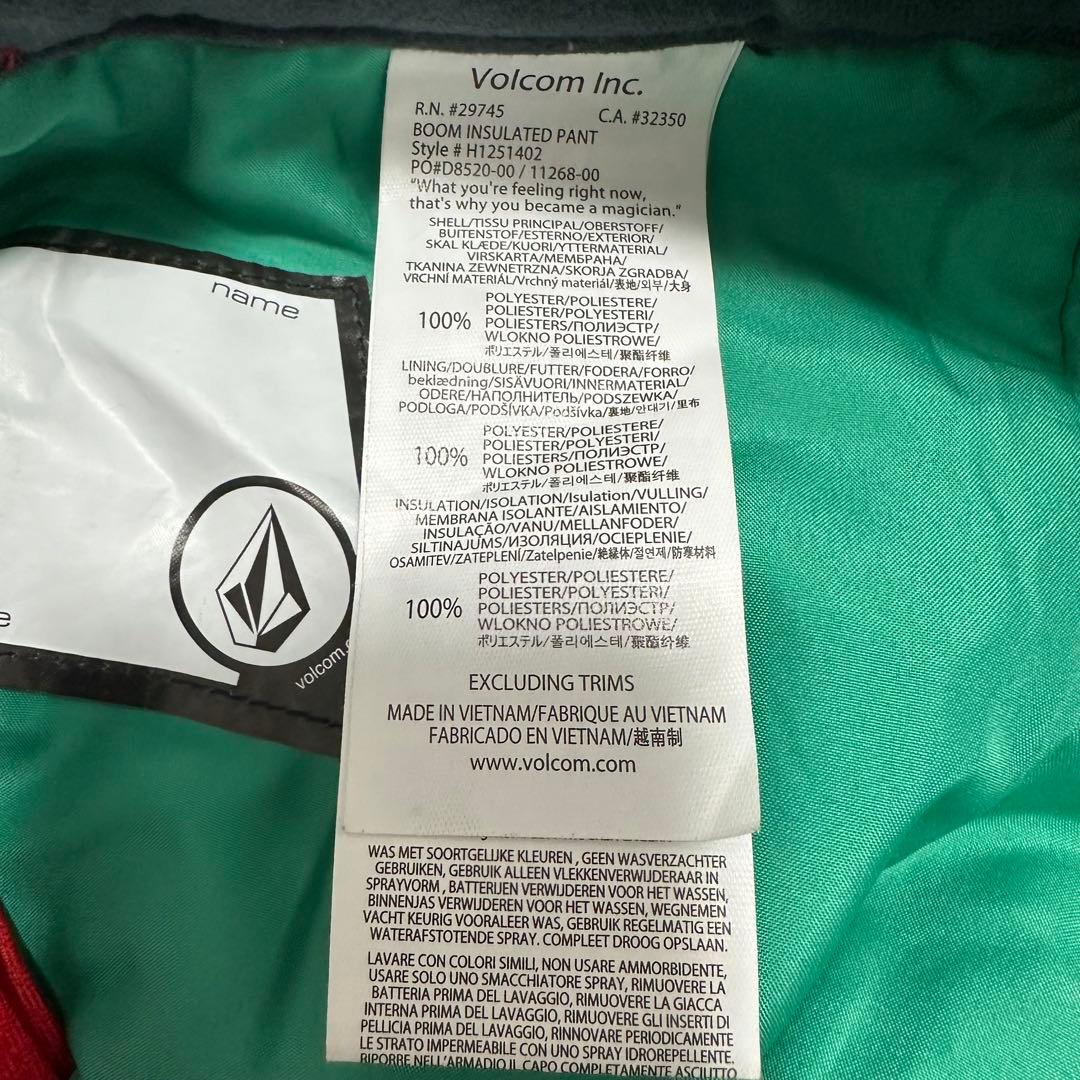 Volcom Inc.
R.N. #29745 C.A. #32350
BOOM INSULATED PANT
Style # H1251402
PO#D8520-00 / 11268-00
"What you're feeling right now,
that's why you became a magician."
SHELL/TISSU PRINCIPAL/OBERSTOFF/
BUITENSTOF/ESTERNO/EXTERIOR/
SKAL KLÆDE/KUORI/YTTERMATERIAL/
VIRSKARTA/МЕМБРАНА/
TKANINA ZEWNETRZNA/SKORJA ZGRADBA/
VRCHNÍ MATERIÁL/Vrchný materiál/表地/외부/大身
100%
POLYESTER/POLIESTERE/
POLIESTER/POLYESTERI/
POLIESTERS/ПОЛИЭСТР/
WLOKNO POLIESTROWE/
ポリエステル/폴리에스테/聚酯纤维
LINING/DOUBLURE/FUTTER/FODERA/FORRO/
beklædning/SISÄVUORI/INNERMATERIAL/
ODERE/НАПОЛНИТЕЛЬ/PODSZEWKA/
PODLOGA/PODŠÍVKA/Podšívka/裏地/안대기/里布
100%
POLYESTER/POLIESTERE/
POLIESTER/POLYESTERI/
POLIESTERS/ПОЛИЭСТР/
WLOKNO POLIESTROWE/
ポリエステル/폴리에스테/聚酯纤维
INSULATION/ISOLATION/Isulation/VULLING/
MEMBRANA ISOLANTE/AISLAMIENTO/
INSULAÇÃO/VANU/MELLANFODER/
SILTINAJUMS/ИЗОЛЯЦИЯ/OCIEPLENIE/
OSAMITEV/ZATEPLENÍ/Zatelpenie/絶縁体/절연제/防寒材料
100%
POLYESTER/POLIESTERE/
POLIESTER/POLYESTERI/
POLIESTERS/ПОЛИЭСТР/
WLOKNO POLIESTROWE/
ポリエステル/폴리에스테/聚酯纤维
EXCLUDING TRIMS
MADE IN VIETNAM/FABRIQUE AU VIETNAM
FABRICADO EN VIETNAM/越南制
www.volcom.com
WAS MET SOORTGELIJKE KLEUREN , GEEN WASVERZACHTER
GEBRUIKEN, GEBRUIK ALLEEN VLEKKENVERWIJDERAAR IN
SPRAYVORM , BATTERIJEN VERWIJDEREN VOOR HET WASSEN,
BINNENJAS VERWIJDEREN VOOR HET WASSEN, WEGNEMEN
VACHT KEURIG VOORALEER WAS, GEBRUIK REGELMATIG EEN
WATERAFSTOTENDE SPRAY. COMPLEET DROOG OPSLAAN.
LAVARE CON COLORI SIMILI, NON USARE AMMORBIDENTE,
USARE SOLO UNO SMACCHIATORE SPRAY, RIMUOVERE LA
BATTERIA PRIMA DEL LAVAGGIO, RIMUOVERE LA GIACCA
INTERNA PRIMA DEL LAVAGGIO, RIMUOVERE GLI INSERTI DI
PELLICIA PRIMA DEL LAVAGGIO, RINNOVARE PERIODICAMENTE
LE STRATO IMPERMEABILE CON UNO SPRAY IDROREPELLENTE.
RIPORRE NELL'ARMADIO IL CAPO COMPLETAMENTE ASCIUTTO
name
volcom.